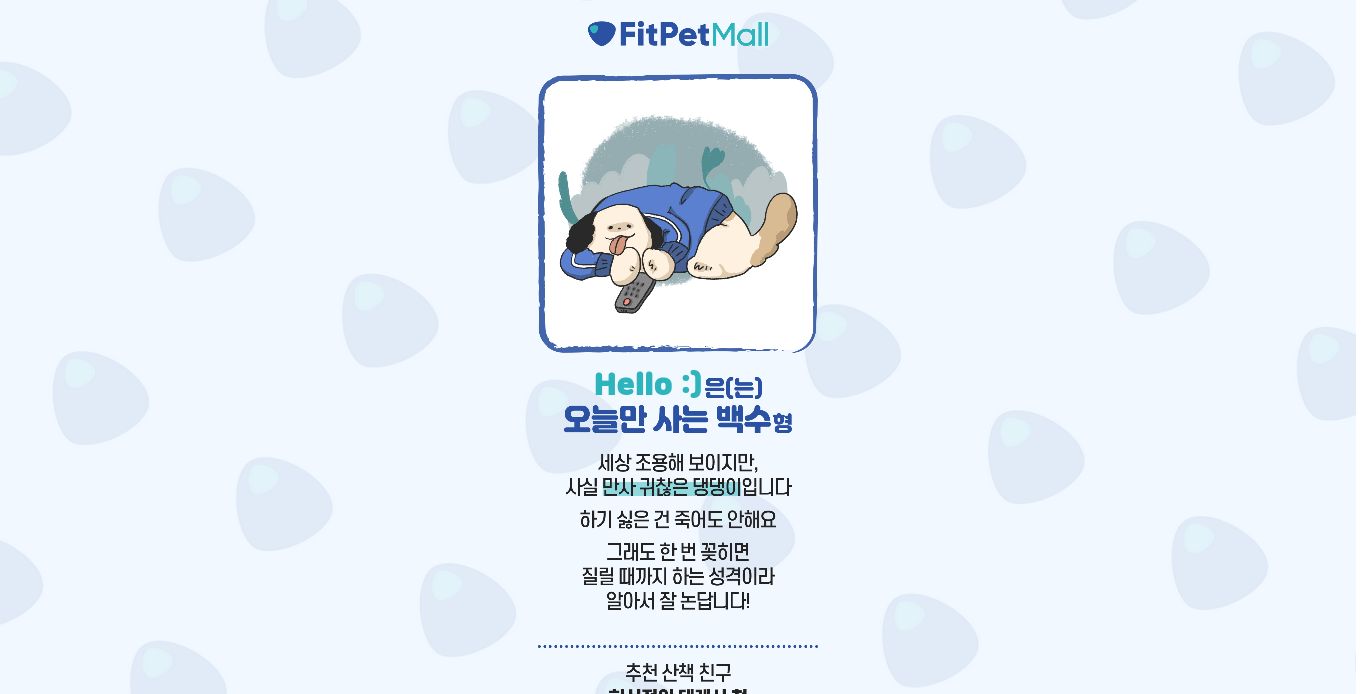 FitPetMall
Hello :)은(는)
오늘만 사는 백수형
세상 조용해 보이지만,
사실 만사 귀찮은 댕댕이입니다
하기 싫은 건 죽어도 안해요
그래도 한 번 꽂히면
질릴 때까지 하는 성격이라
알아서 잘 논답니다!
추천 산책 친구